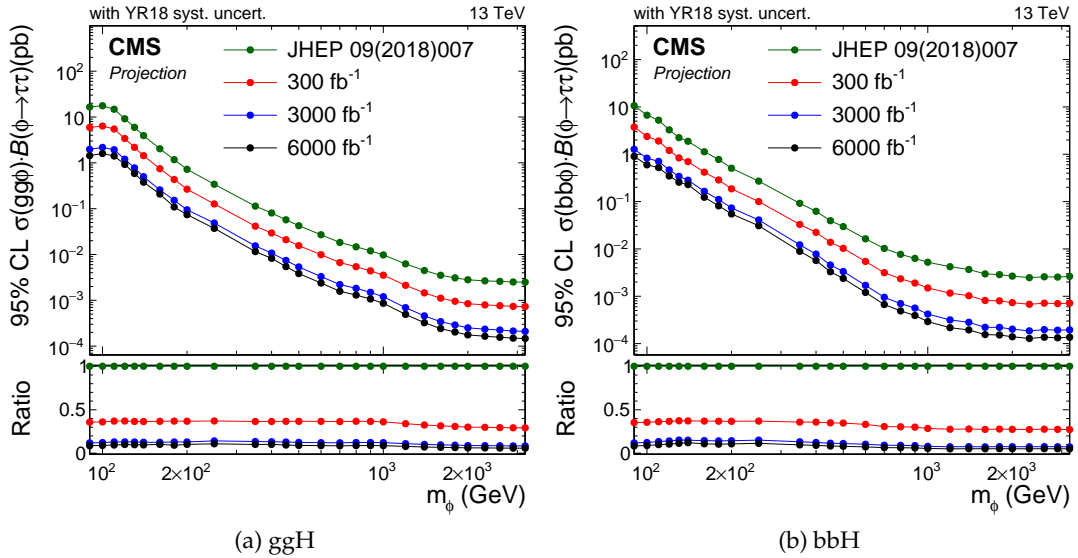 with YR18 syst. uncert. 13 TeV
CMS
Projection
JHEP 09(2018)007
300 fb⁻¹
3000 fb⁻¹
6000 fb⁻¹
95% CL σ(ggϕ)·B(ϕ→ττ)(pb)
10²
10
1
10⁻¹
10⁻²
10⁻³
10⁻⁴
Ratio
1
0.5
0
10² 2×10² 10³ 2×10³
m_ϕ (GeV)
(a) ggH
with YR18 syst. uncert. 13 TeV
CMS
Projection
JHEP 09(2018)007
300 fb⁻¹
3000 fb⁻¹
6000 fb⁻¹
95% CL σ(bbϕ)·B(ϕ→ττ)(pb)
10²
10
1
10⁻¹
10⁻²
10⁻³
10⁻⁴
Ratio
1
0.5
0
10² 2×10² 10³ 2×10³
m_ϕ (GeV)
(b) bbH